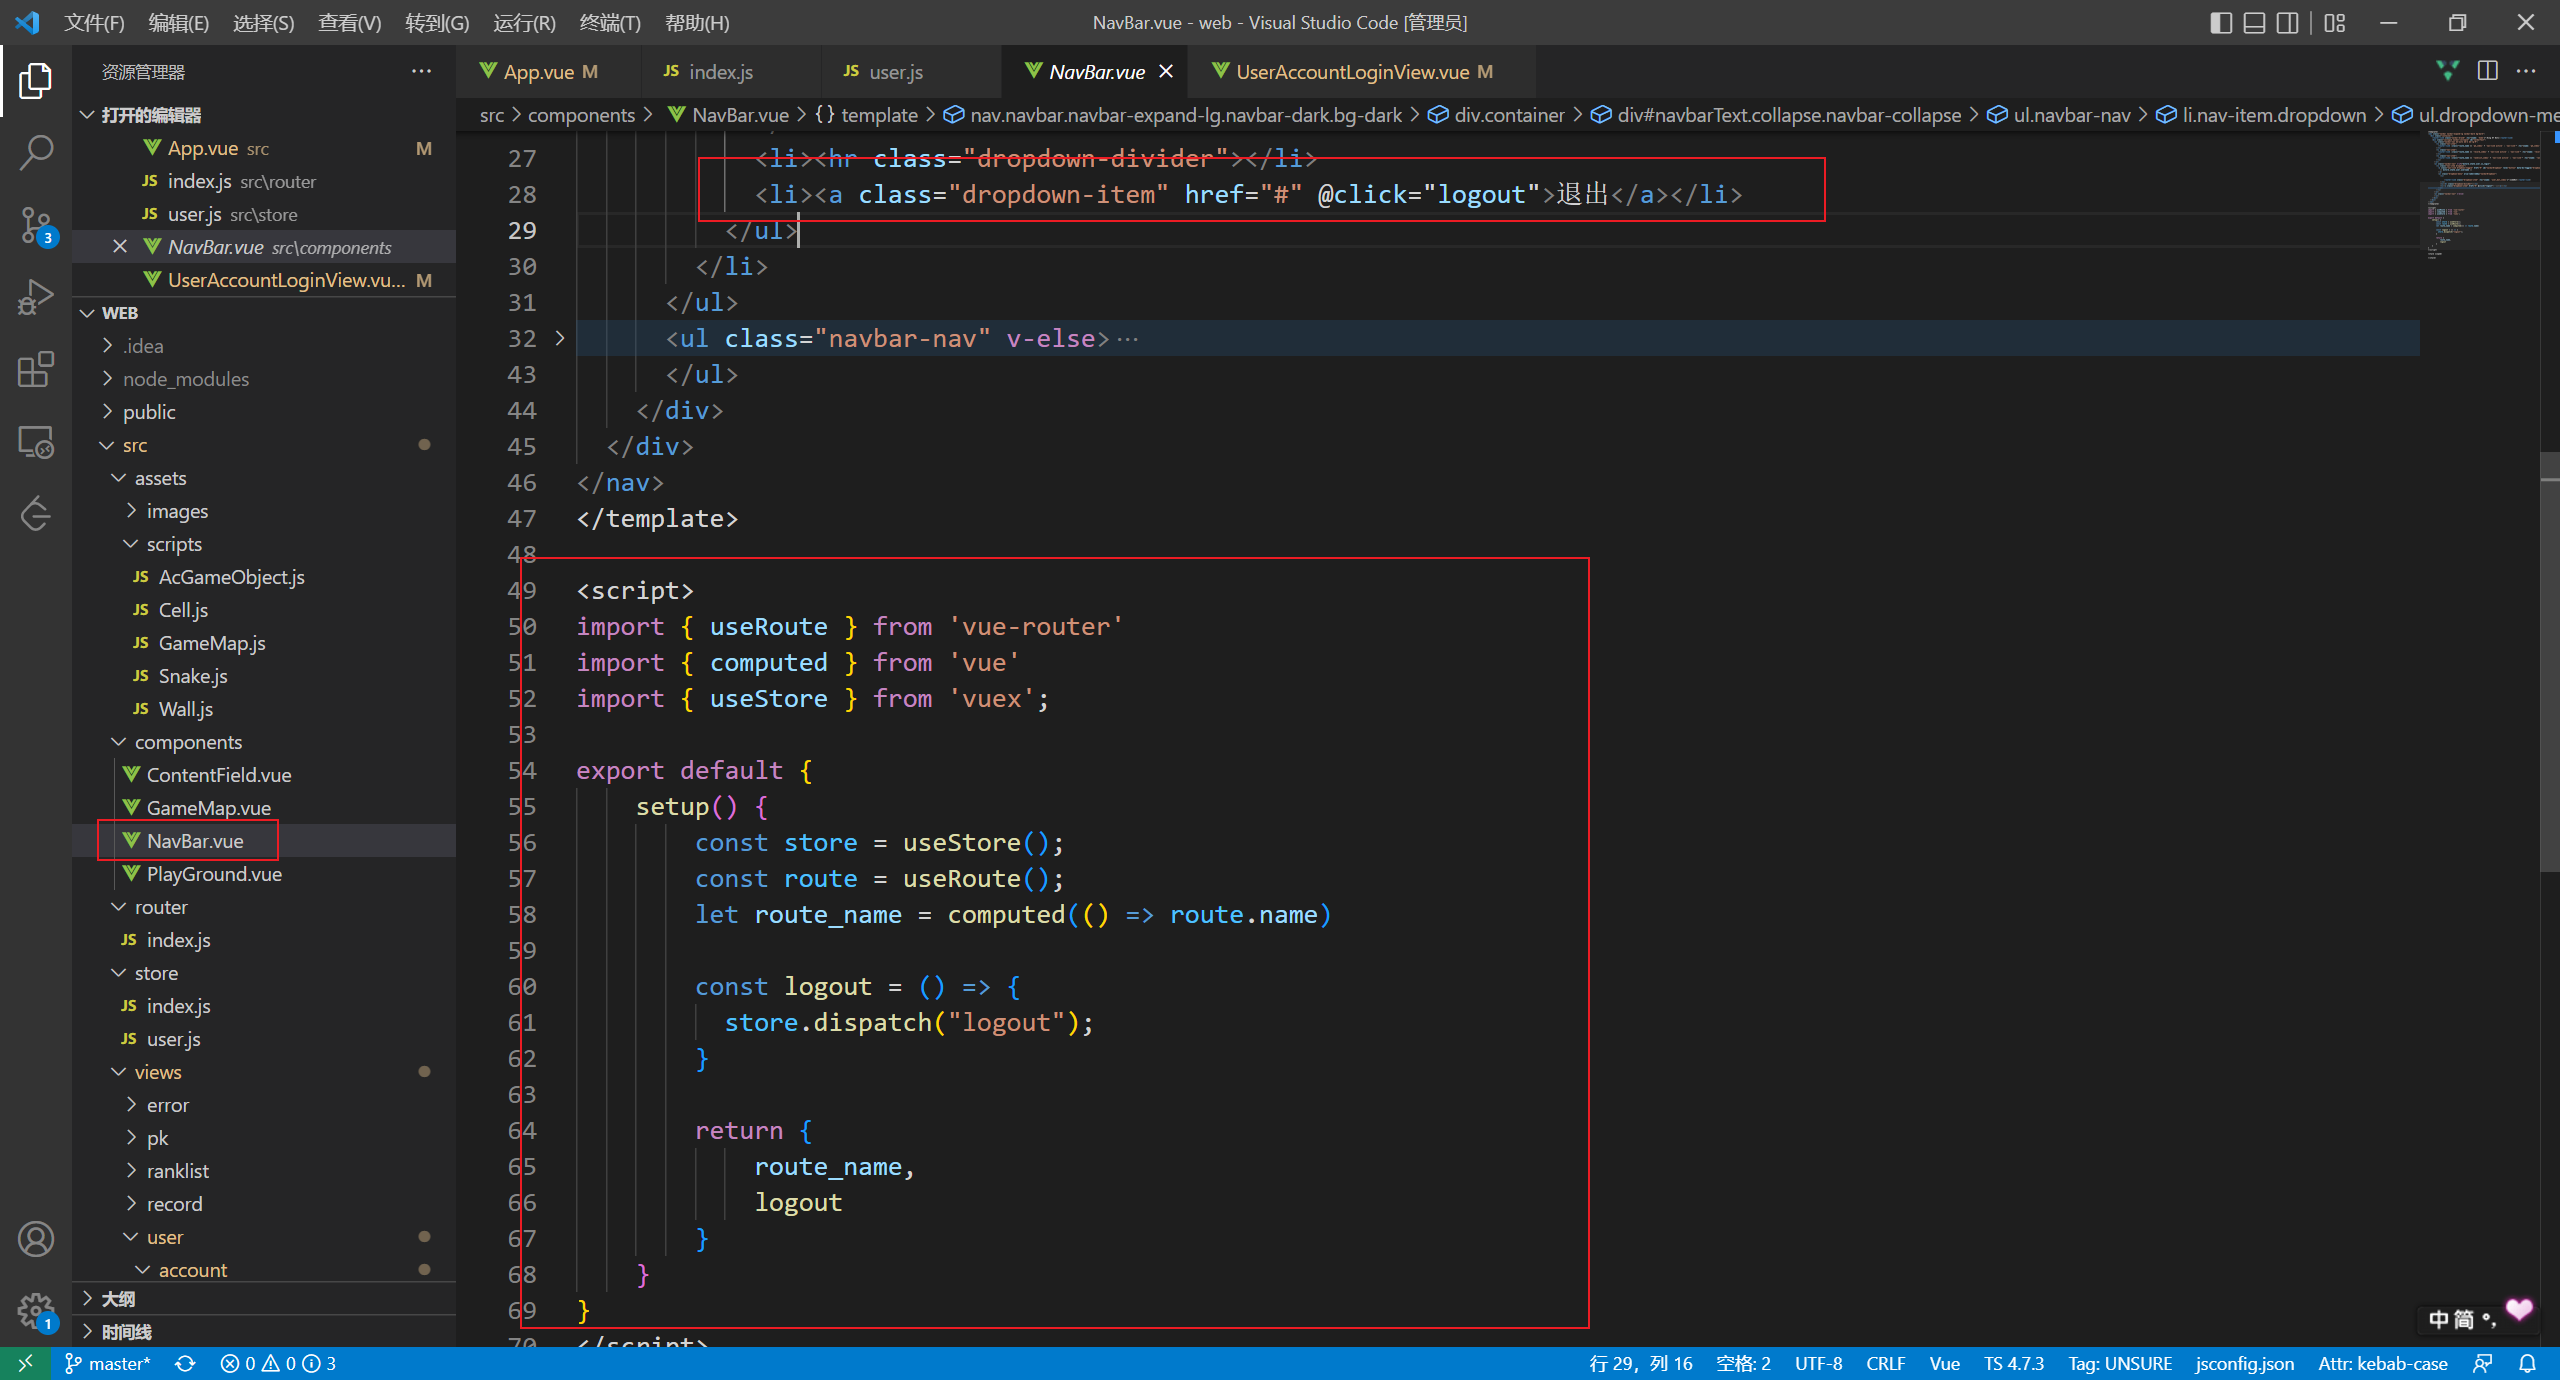 文件(F) 编辑(E) 选择(S) 查看(V) 转到(G) 运行(R) 终端(T) 帮助(H)
NavBar.vue - web - Visual Studio Code [管理员]
资源管理器
打开的编辑器
App.vue src M
JS index.js src\router
JS user.js src\store
NavBar.vue src\components
UserAccountLoginView.vu... M
WEB
.idea
node_modules
public
src
assets
images
scripts
JS AcGameObject.js
JS Cell.js
JS GameMap.js
JS Snake.js
JS Wall.js
components
ContentField.vue
GameMap.vue
NavBar.vue
PlayGround.vue
router
JS index.js
store
JS index.js
JS user.js
views
error
pk
ranklist
record
user
account
大纲
时间线
3
1
App.vue M
JS index.js
JS user.js
NavBar.vue
UserAccountLoginView.vue M
src > components > NavBar.vue > {} template > nav.navbar.navbar-expand-lg.navbar-dark.bg-dark > div.container > div#navbarText.collapse.navbar-collapse > ul.navbar-nav > li.nav-item.dropdown > ul.dropdown-me
27 <li><hr class="dropdown-divider"></li>
28 <li><a class="dropdown-item" href="#" @click="logout">退出</a></li>
29 </ul>
30 </li>
31 </ul>
32 <ul class="navbar-nav" v-else>···
43 </ul>
44 </div>
45 </div>
46 </nav>
47 </template>
48
49 <script>
50 import { useRoute } from 'vue-router'
51 import { computed } from 'vue'
52 import { useStore } from 'vuex';
53
54 export default {
55 setup() {
56 const store = useStore();
57 const route = useRoute();
58 let route_name = computed(() => route.name)
59
60 const logout = () => {
61 store.dispatch("logout");
62 }
63
64 return {
65 route_name,
66 logout
67 }
68 }
69 }
70 </script>
中 简 °,
master* 0 0 3
行 29，列 16 空格: 2 UTF-8 CRLF Vue TS 4.7.3 Tag: UNSURE jsconfig.json Attr: kebab-case